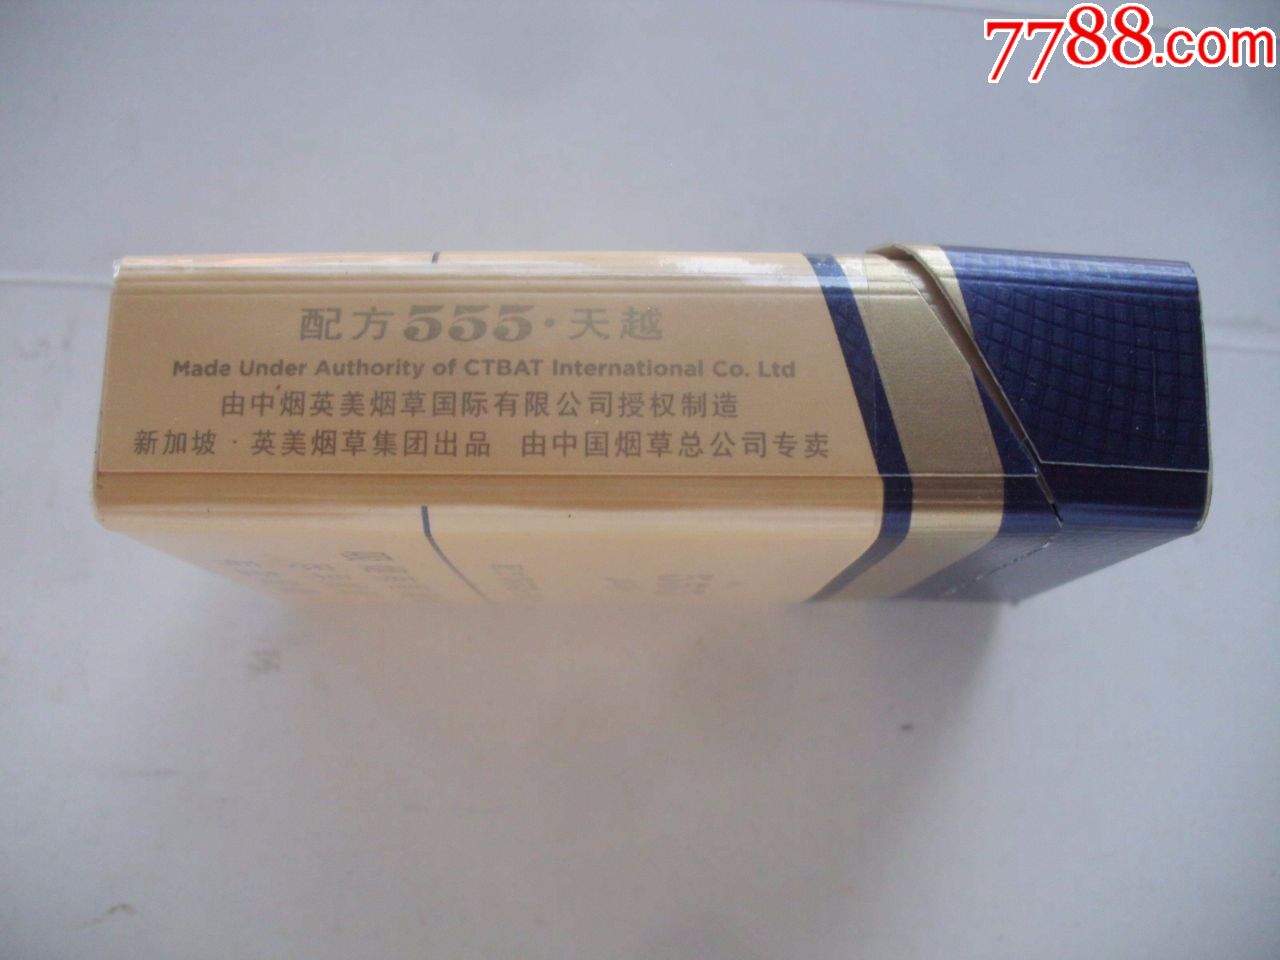 7788.com
配方555·天越
Made Under Authority of CTBAT International Co. Ltd
由中烟英美烟草国际有限公司授权制造
新加坡·英美烟草集团出品 由中国烟草总公司专卖